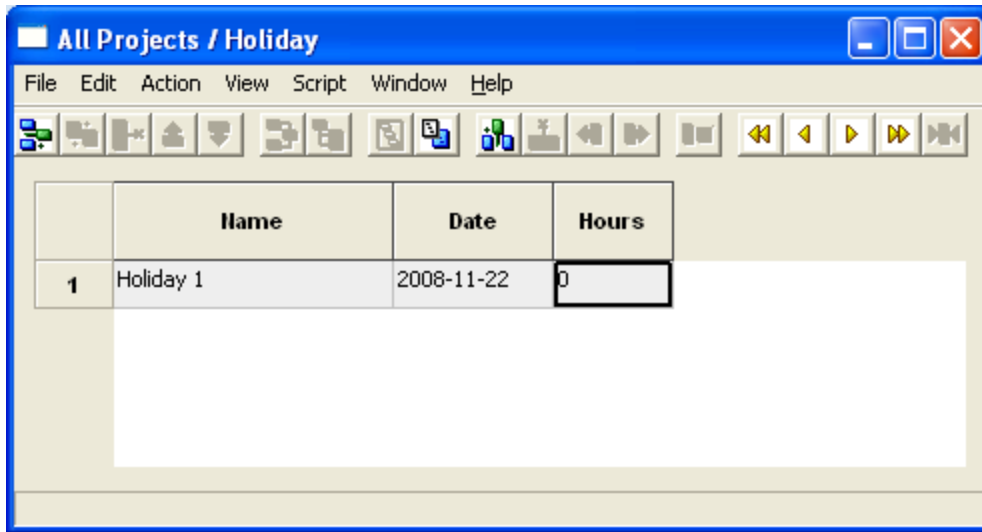 All Projects / Holiday
File Edit Action View Script Window Help
Name Date Hours
1 Holiday 1 2008-11-22 0